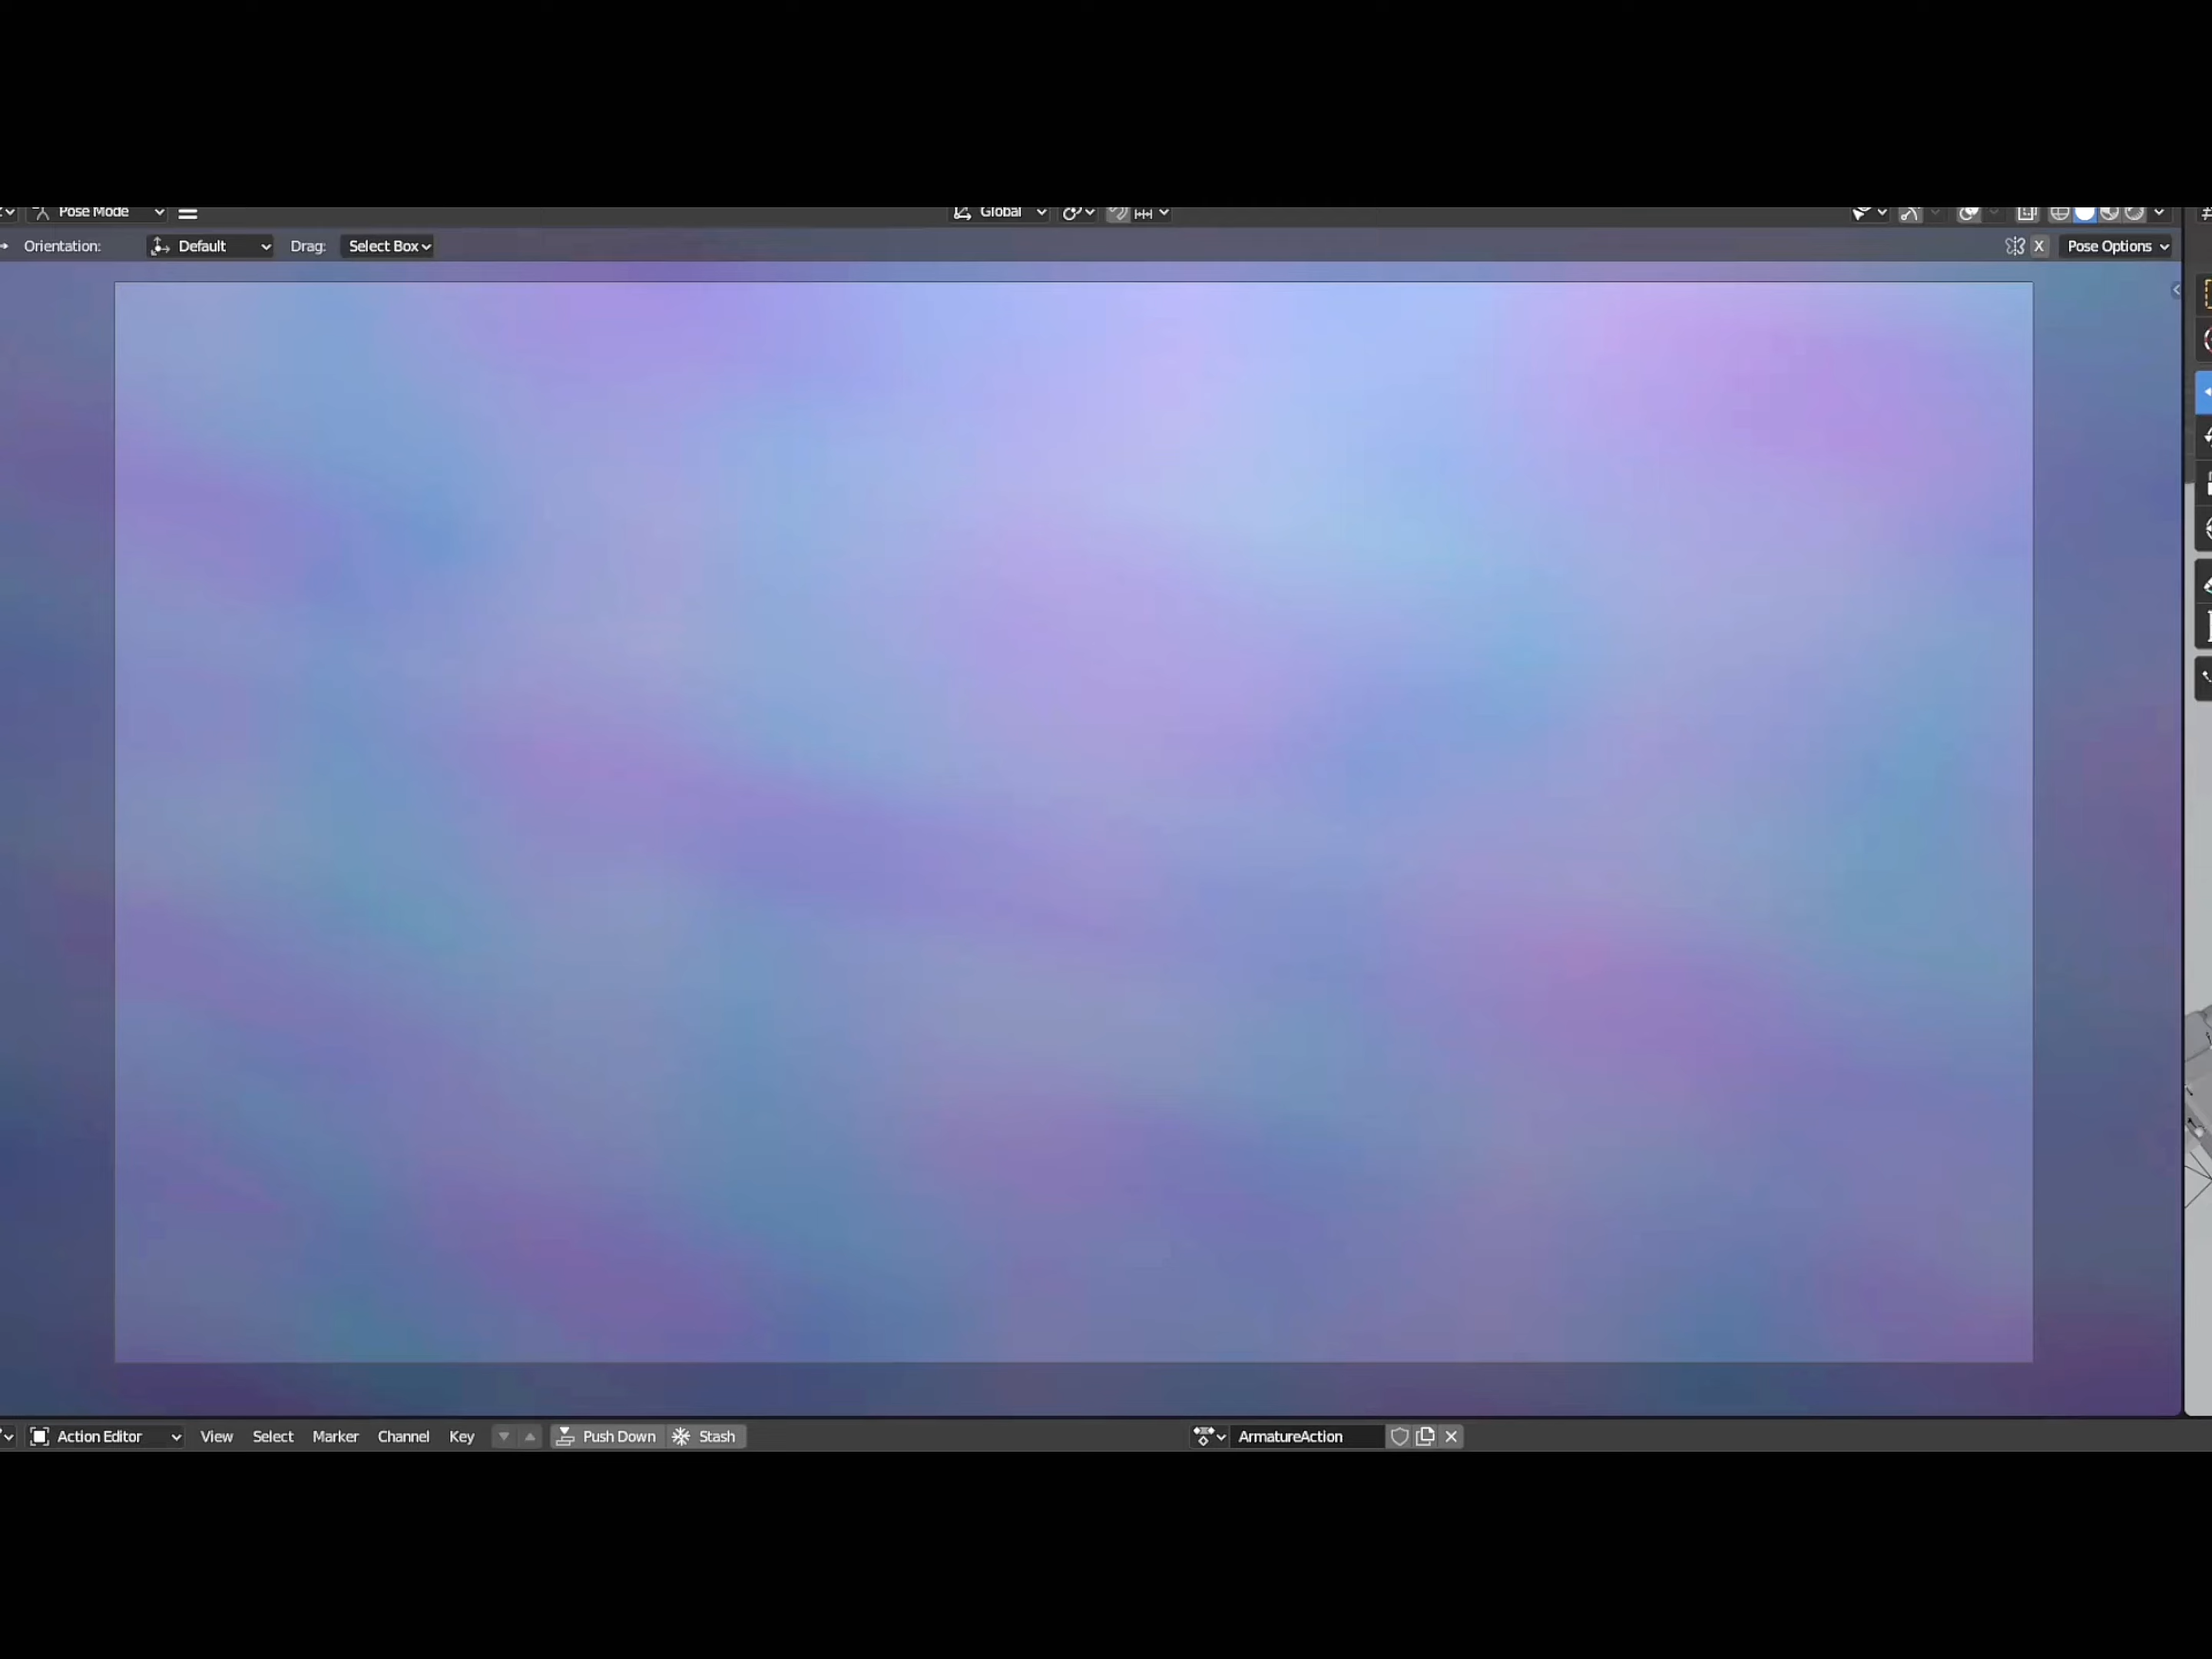 Pose Mode Global
Orientation: Default Drag: Select Box X Pose Options
Action Editor View Select Marker Channel Key Push Down Stash ArmatureAction